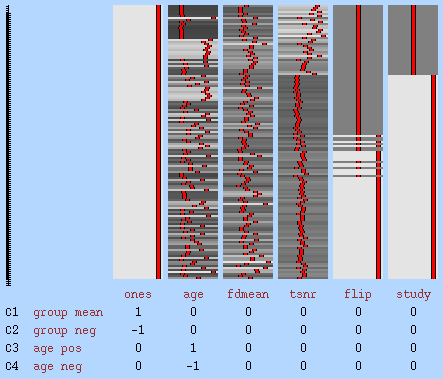 ones age fdmean tsnr flip study
C1 group mean 1 0 0 0 0 0
C2 group neg -1 0 0 0 0 0
C3 age pos 0 1 0 0 0 0
C4 age neg 0 -1 0 0 0 0